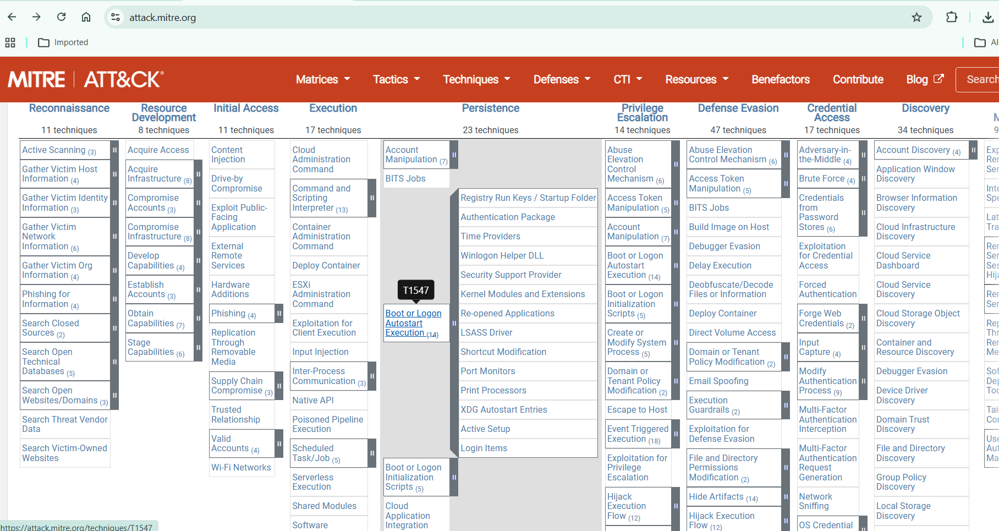 attack.mitre.org
Imported
Al
MITRE | ATT&CK®
Matrices
Tactics
Techniques
Defenses
CTI
Resources
Benefactors
Contribute
Blog
Search
Reconnaissance
11 techniques
Active Scanning (3)
Gather Victim Host
Information (4)
Gather Victim Identity
Information (3)
Gather Victim
Network
Information (6)
Gather Victim Org
Information (4)
Phishing for
Information (4)
Search Closed
Sources (2)
Search Open
Technical
Databases (5)
Search Open
Websites/Domains (3)
Search Threat Vendor
Data
Search Victim-Owned
Websites
Resource
Development
8 techniques
Acquire Access
Acquire
Infrastructure (8)
Compromise
Accounts (3)
Compromise
Infrastructure (8)
Develop
Capabilities (4)
Establish
Accounts (3)
Obtain
Capabilities (7)
Stage
Capabilities (6)
Initial Access
11 techniques
Content
Injection
Drive-by
Compromise
Exploit Public-
Facing
Application
External
Remote
Services
Hardware
Additions
Phishing (4)
Replication
Through
Removable
Media
Supply Chain
Compromise (3)
Trusted
Relationship
Valid
Accounts (4)
Wi-Fi Networks
Execution
17 techniques
Cloud
Administration
Command
Command and
Scripting
Interpreter (13)
Container
Administration
Command
Deploy Container
ESXi
Administration
Command
Exploitation for
Client Execution
Input Injection
Inter-Process
Communication (3)
Native API
Poisoned Pipeline
Execution
Scheduled
Task/Job (5)
Serverless
Execution
Shared Modules
Software
Persistence
23 techniques
Account
Manipulation (7)
BITS Jobs
T1547
Boot or Logon
Autostart
Execution (14)
Registry Run Keys / Startup Folder
Authentication Package
Time Providers
Winlogon Helper DLL
Security Support Provider
Kernel Modules and Extensions
Re-opened Applications
LSASS Driver
Shortcut Modification
Port Monitors
Print Processors
XDG Autostart Entries
Active Setup
Login Items
Boot or Logon
Initialization
Scripts (5)
Cloud
Application
Integration
Privilege
Escalation
14 techniques
Abuse
Elevation
Control
Mechanism (6)
Access Token
Manipulation (5)
Account
Manipulation (7)
Boot or Logon
Autostart
Execution (14)
Boot or Logon
Initialization
Scripts (5)
Create or
Modify System
Process (5)
Domain or
Tenant Policy
Modification (2)
Escape to Host
Event Triggered
Execution (18)
Exploitation for
Privilege
Escalation
Hijack
Execution
Flow (12)
Defense Evasion
47 techniques
Abuse Elevation
Control Mechanism (6)
Access Token
Manipulation (5)
BITS Jobs
Build Image on Host
Debugger Evasion
Delay Execution
Deobfuscate/Decode
Files or Information
Deploy Container
Direct Volume Access
Domain or Tenant
Policy Modification (2)
Email Spoofing
Execution
Guardrails (2)
Exploitation for
Defense Evasion
File and Directory
Permissions
Modification (2)
Hide Artifacts (14)
Hijack Execution
Flow (12)
Credential
Access
17 techniques
Adversary-in-
the-Middle (4)
Brute Force (4)
Credentials
from
Password
Stores (6)
Exploitation
for Credential
Access
Forced
Authentication
Forge Web
Credentials (2)
Input
Capture (4)
Modify
Authentication
Process (9)
Multi-Factor
Authentication
Interception
Multi-Factor
Authentication
Request
Generation
Network
Sniffing
OS Credential
Discovery
34 techniques
Account Discovery (4)
Application Window
Discovery
Browser Information
Discovery
Cloud Infrastructure
Discovery
Cloud Service
Dashboard
Cloud Service
Discovery
Cloud Storage Object
Discovery
Container and
Resource Discovery
Debugger Evasion
Device Driver
Discovery
Domain Trust
Discovery
File and Directory
Discovery
Group Policy
Discovery
Local Storage
Discovery
https://attack.mitre.org/techniques/T1547